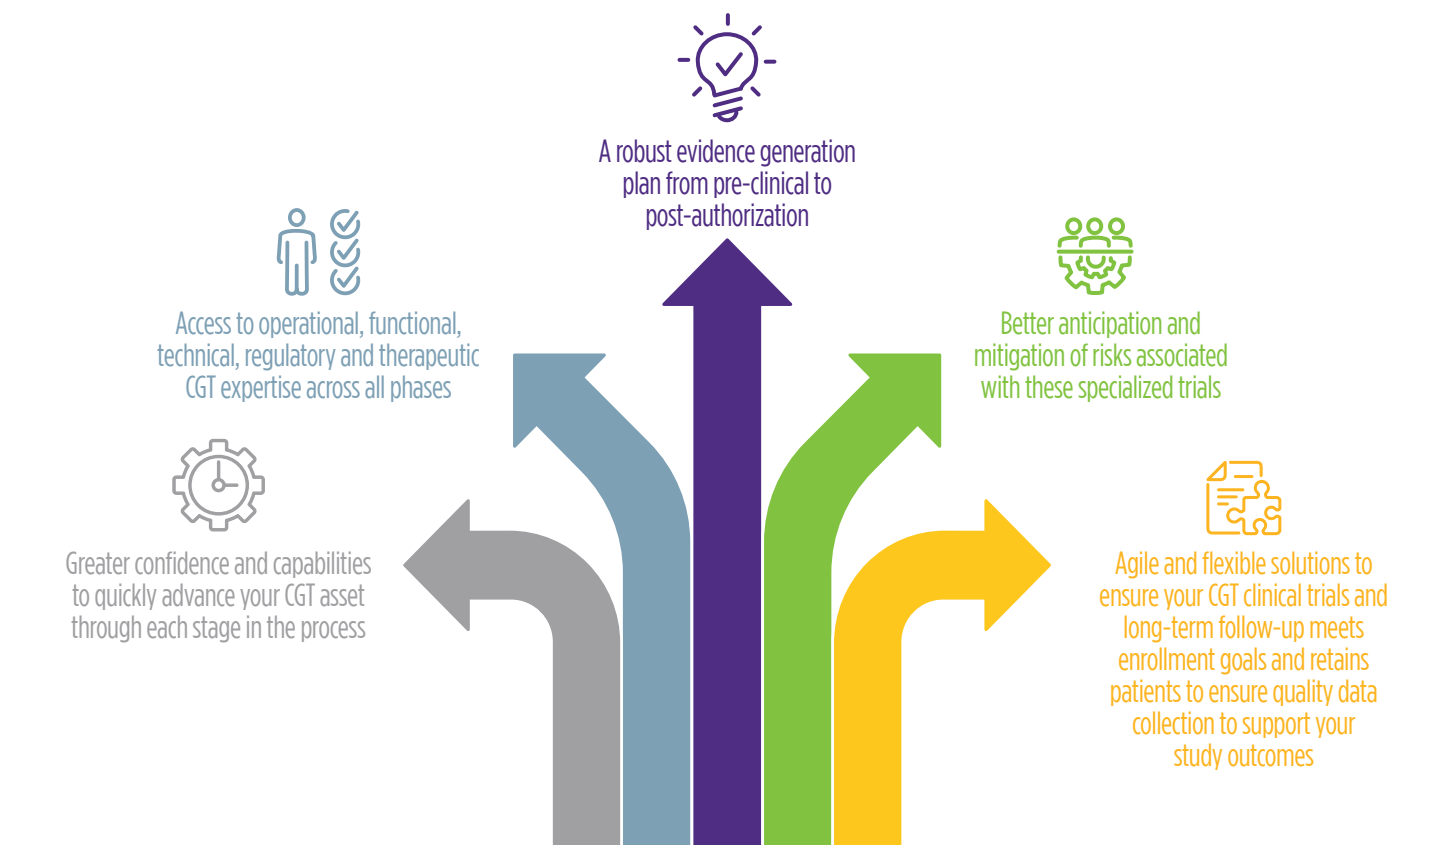 A robust evidence generation
plan from pre-clinical to
post-authorization
Access to operational, functional,
technical, regulatory and therapeutic
CGT expertise across all phases
Better anticipation and
mitigation of risks associated
with these specialized trials
Greater confidence and capabilities
to quickly advance your CGT asset
through each stage in the process
Agile and flexible solutions to
ensure your CGT clinical trials and
long-term follow-up meets
enrollment goals and retains
patients to ensure quality data
collection to support your
study outcomes